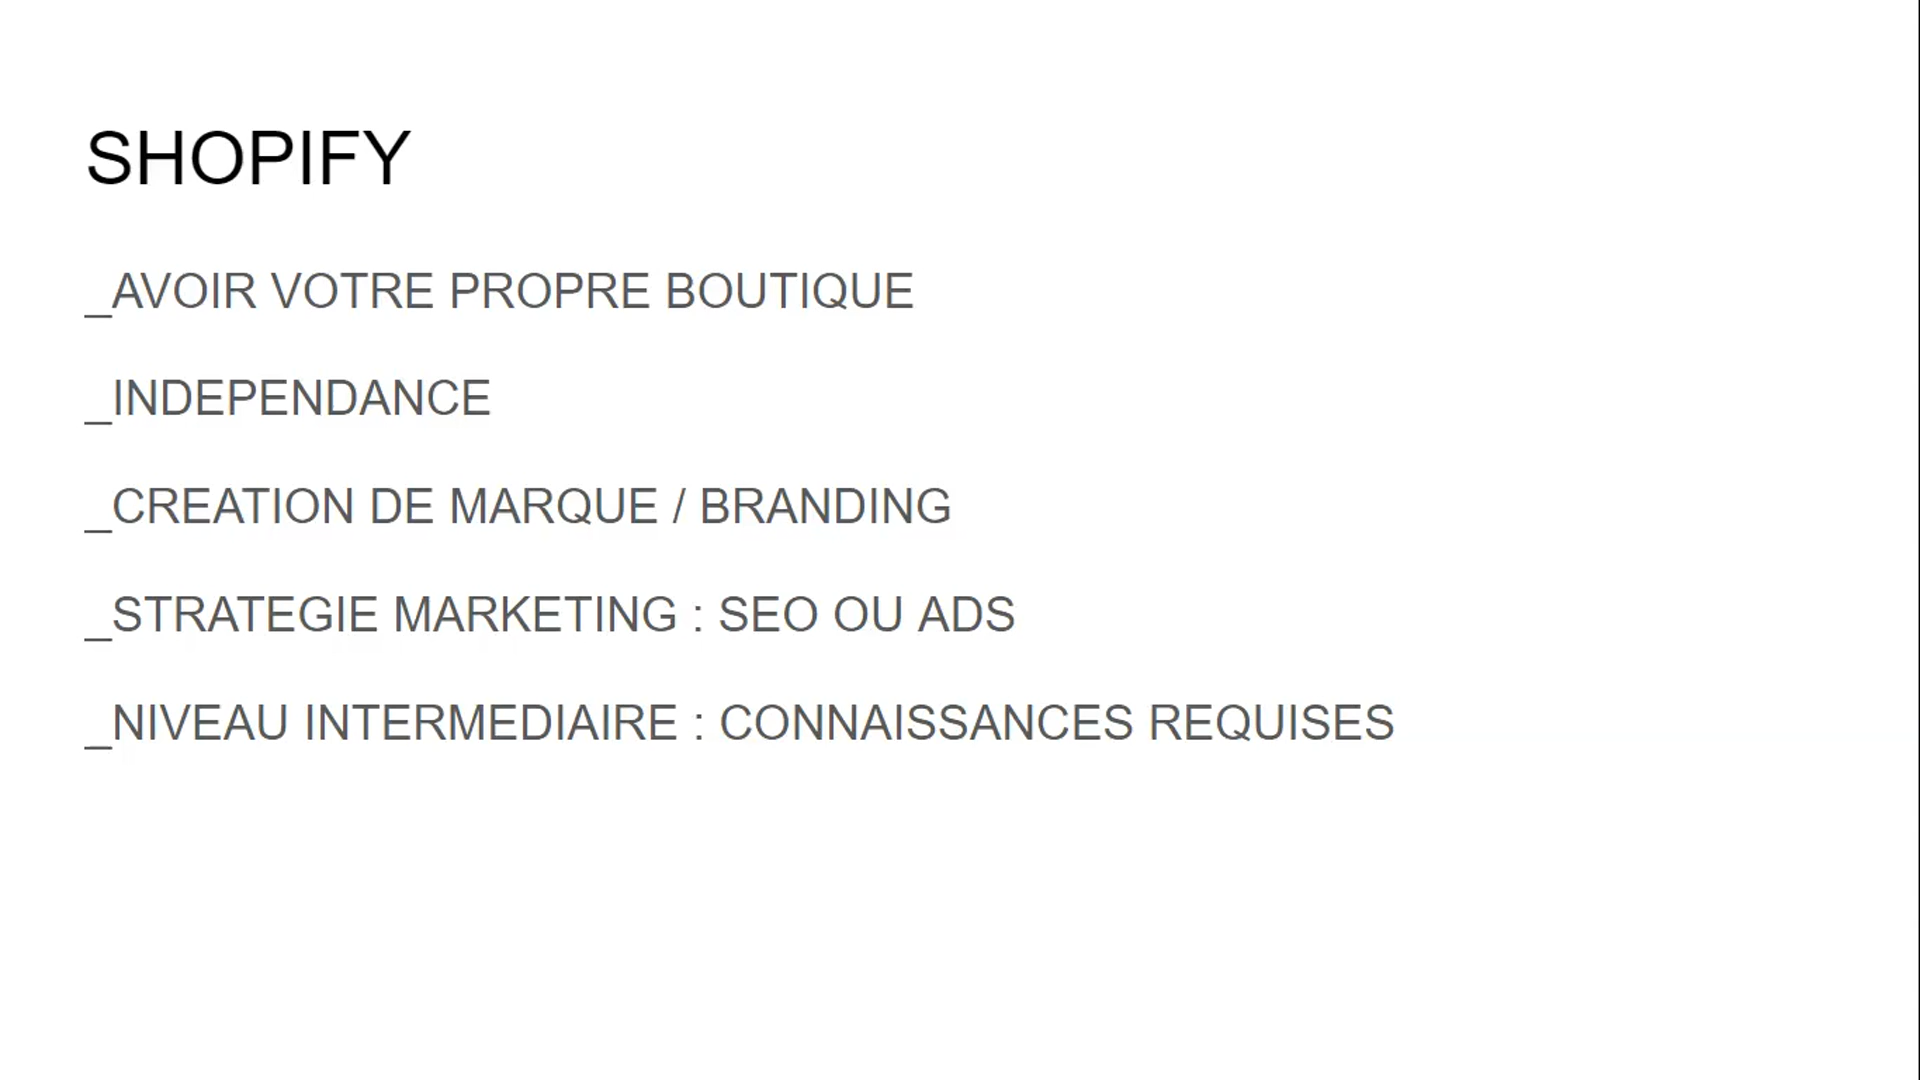 SHOPIFY
_AVOIR VOTRE PROPRE BOUTIQUE
_INDEPENDANCE
_CREATION DE MARQUE / BRANDING
_STRATEGIE MARKETING : SEO OU ADS
_NIVEAU INTERMEDIAIRE : CONNAISSANCES REQUISES